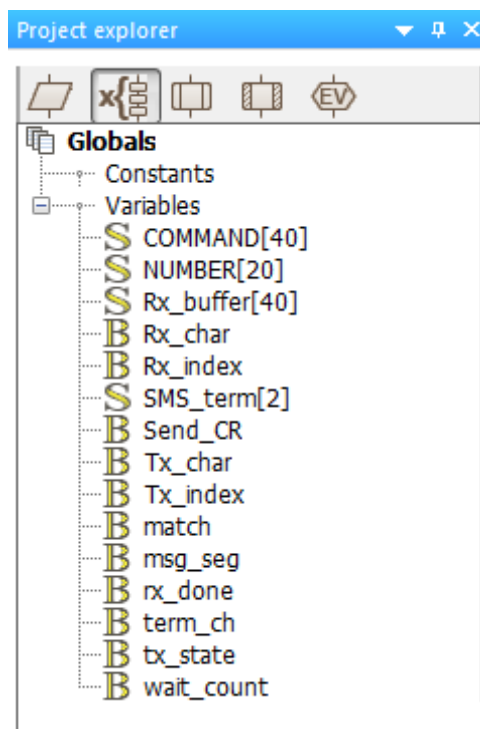 Project explorer
x{
EV
Globals
Constants
Variables
S COMMAND[40]
S NUMBER[20]
S Rx_buffer[40]
B Rx_char
B Rx_index
S SMS_term[2]
B Send_CR
B Tx_char
B Tx_index
B match
B msg_seg
B rx_done
B term_ch
B tx_state
B wait_count